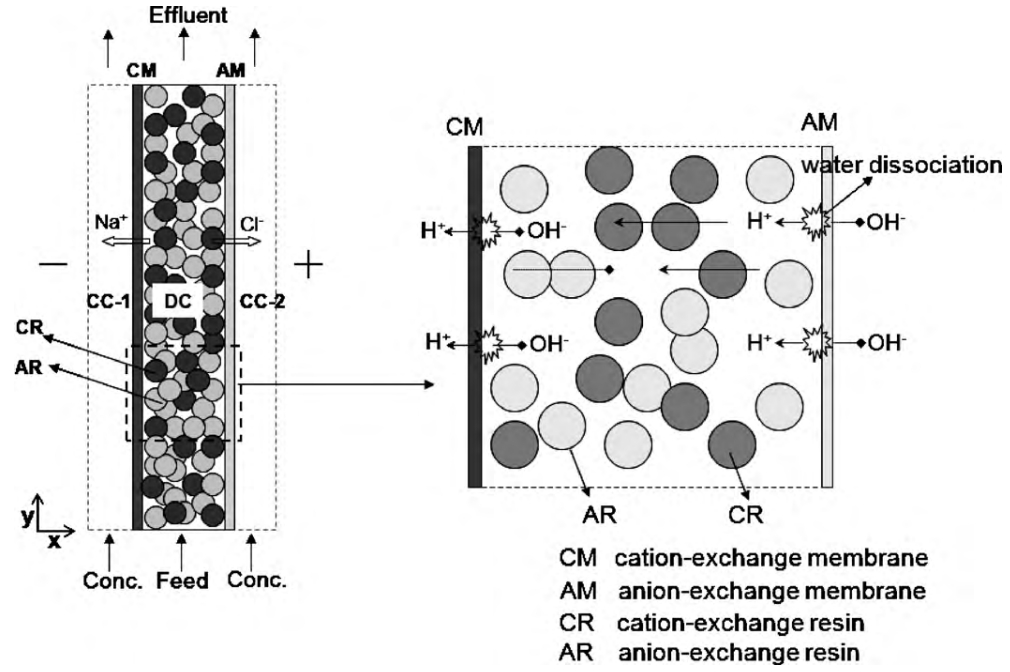 Effluent
CM AM
Na⁺ Cl⁻
− +
CC-1 DC CC-2
CR
AR
y
x
Conc. Feed Conc.
CM AM
water dissociation
H⁺ OH⁻ H⁺ OH⁻
H⁺ OH⁻ H⁺ OH⁻
AR CR
CM cation-exchange membrane
AM anion-exchange membrane
CR cation-exchange resin
AR anion-exchange resin